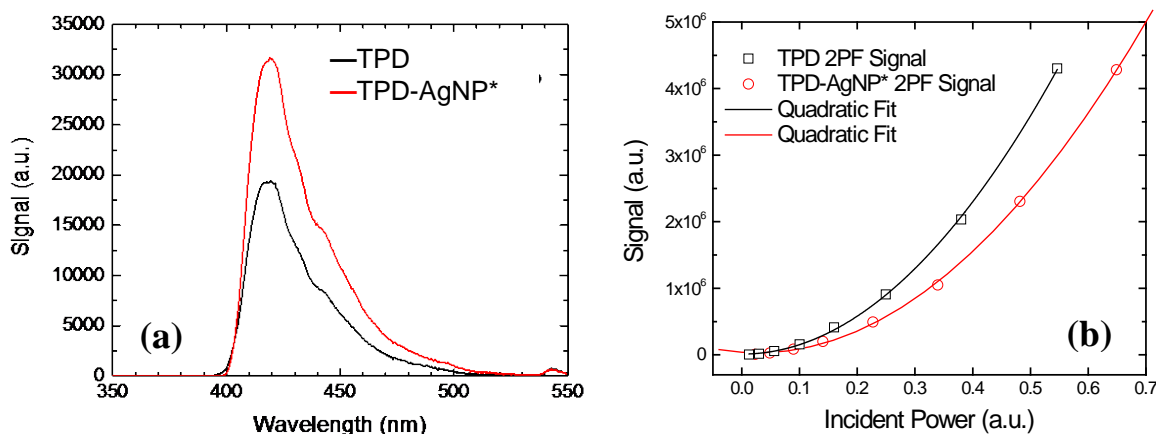 35000
30000
25000
20000
15000
10000
5000
0
Signal (a.u.)
TPD
TPD-AgNP*
(a)
350 400 450 500 550
Wavelength (nm)
5x10⁶
4x10⁶
3x10⁶
2x10⁶
1x10⁶
0
Signal (a.u.)
TPD 2PF Signal
TPD-AgNP* 2PF Signal
Quadratic Fit
Quadratic Fit
(b)
0.0 0.1 0.2 0.3 0.4 0.5 0.6 0.7
Incident Power (a.u.)